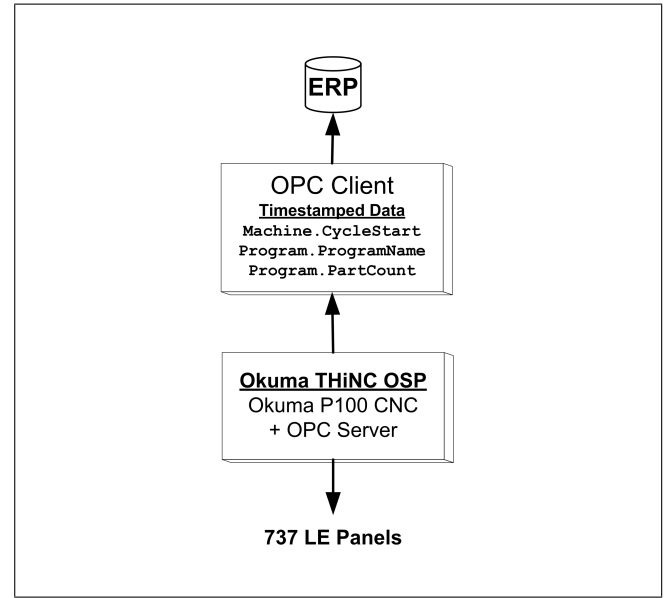 ERP
OPC Client
Timestamped Data
Machine.CycleStart
Program.ProgramName
Program.PartCount
Okuma THiNC OSP
Okuma P100 CNC
+ OPC Server
737 LE Panels